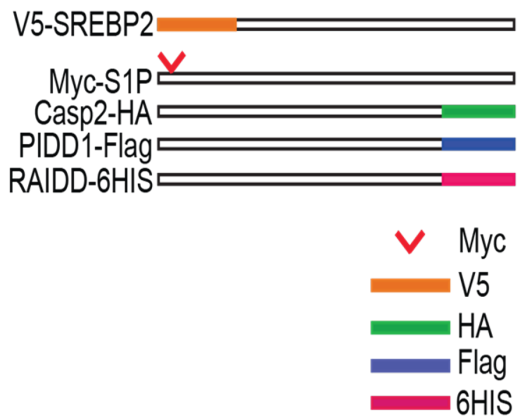 V5-SREBP2
Myc-S1P
Casp2-HA
PIDD1-Flag
RAIDD-6HIS
Myc
V5
HA
Flag
6HIS